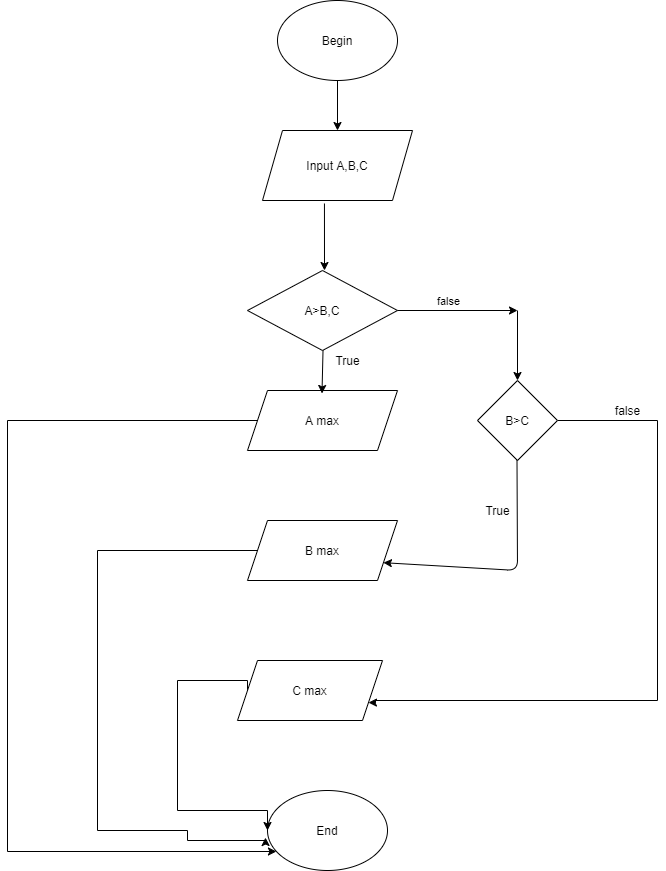 Begin
Input A,B,C
A>B,C
false
True
A max
B>C
false
True
B max
C max
End